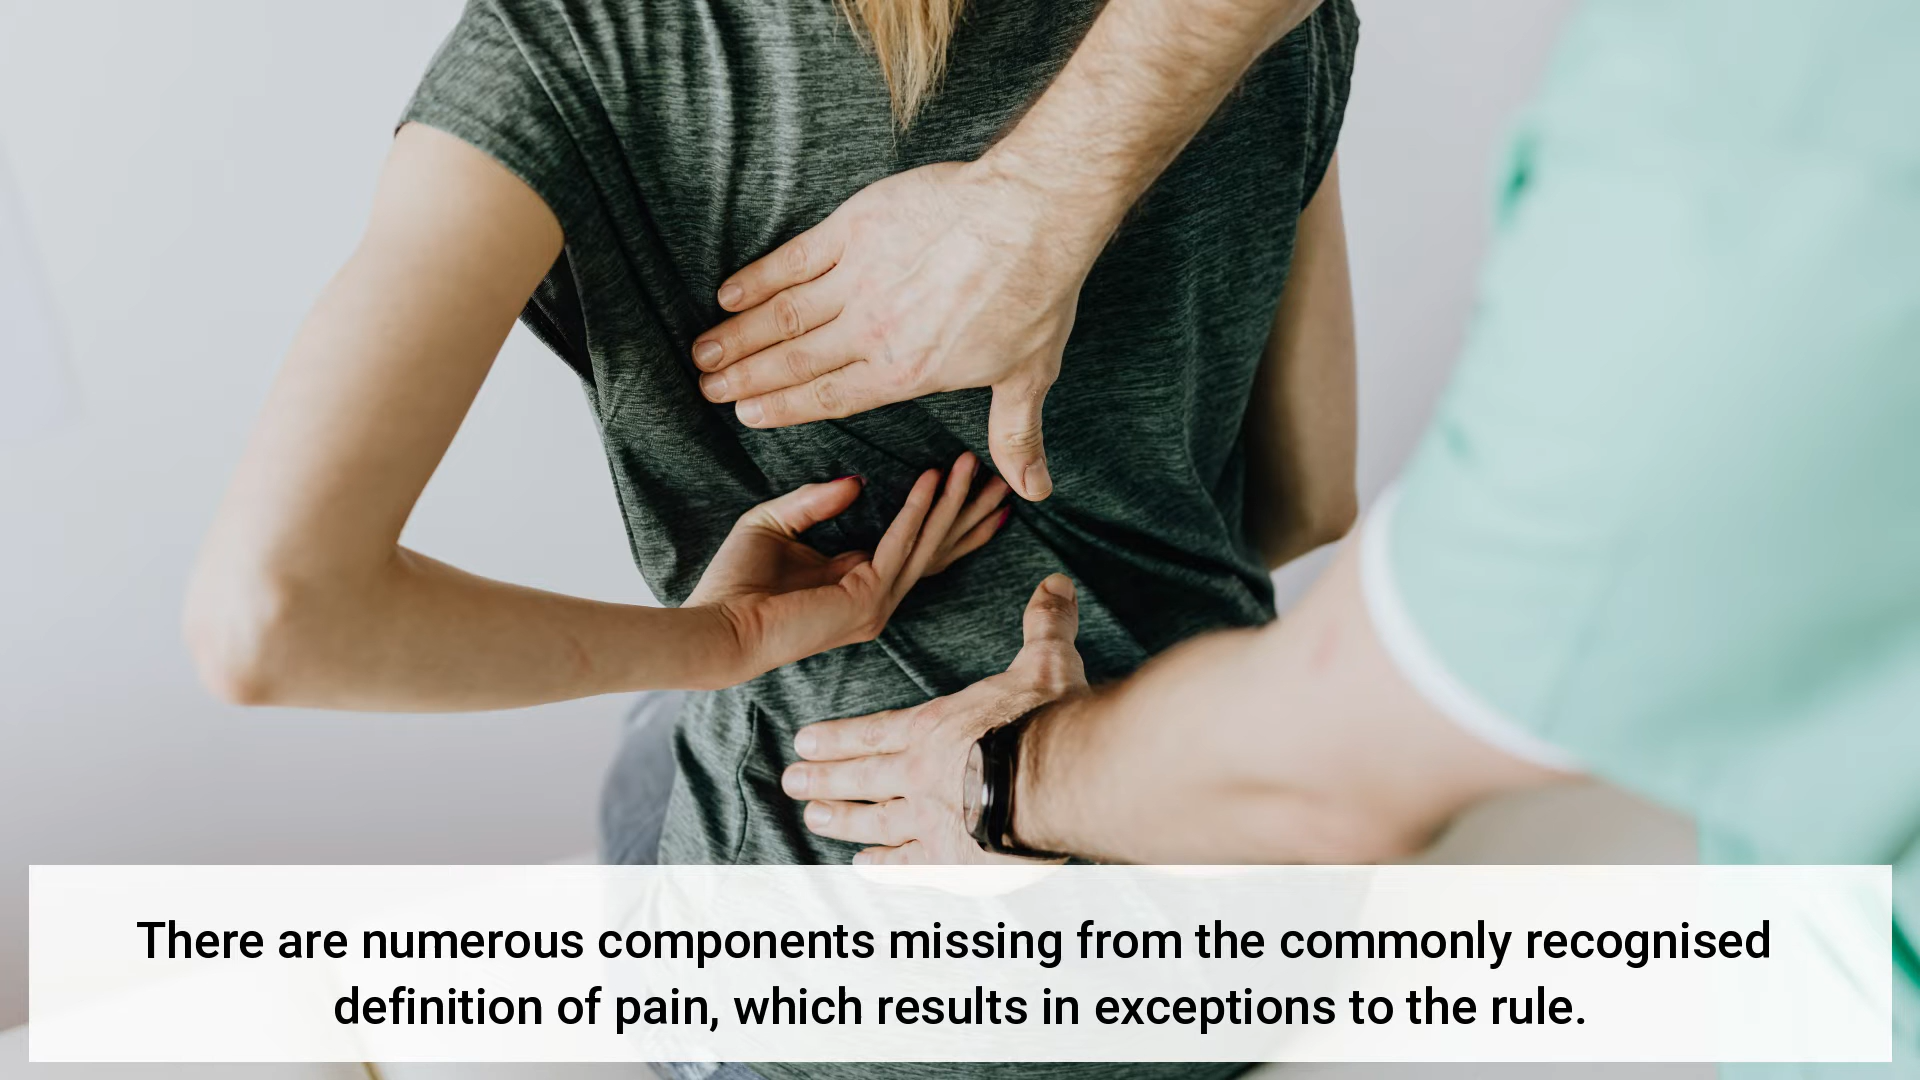 There are numerous components missing from the commonly recognised
definition of pain, which results in exceptions to the rule.